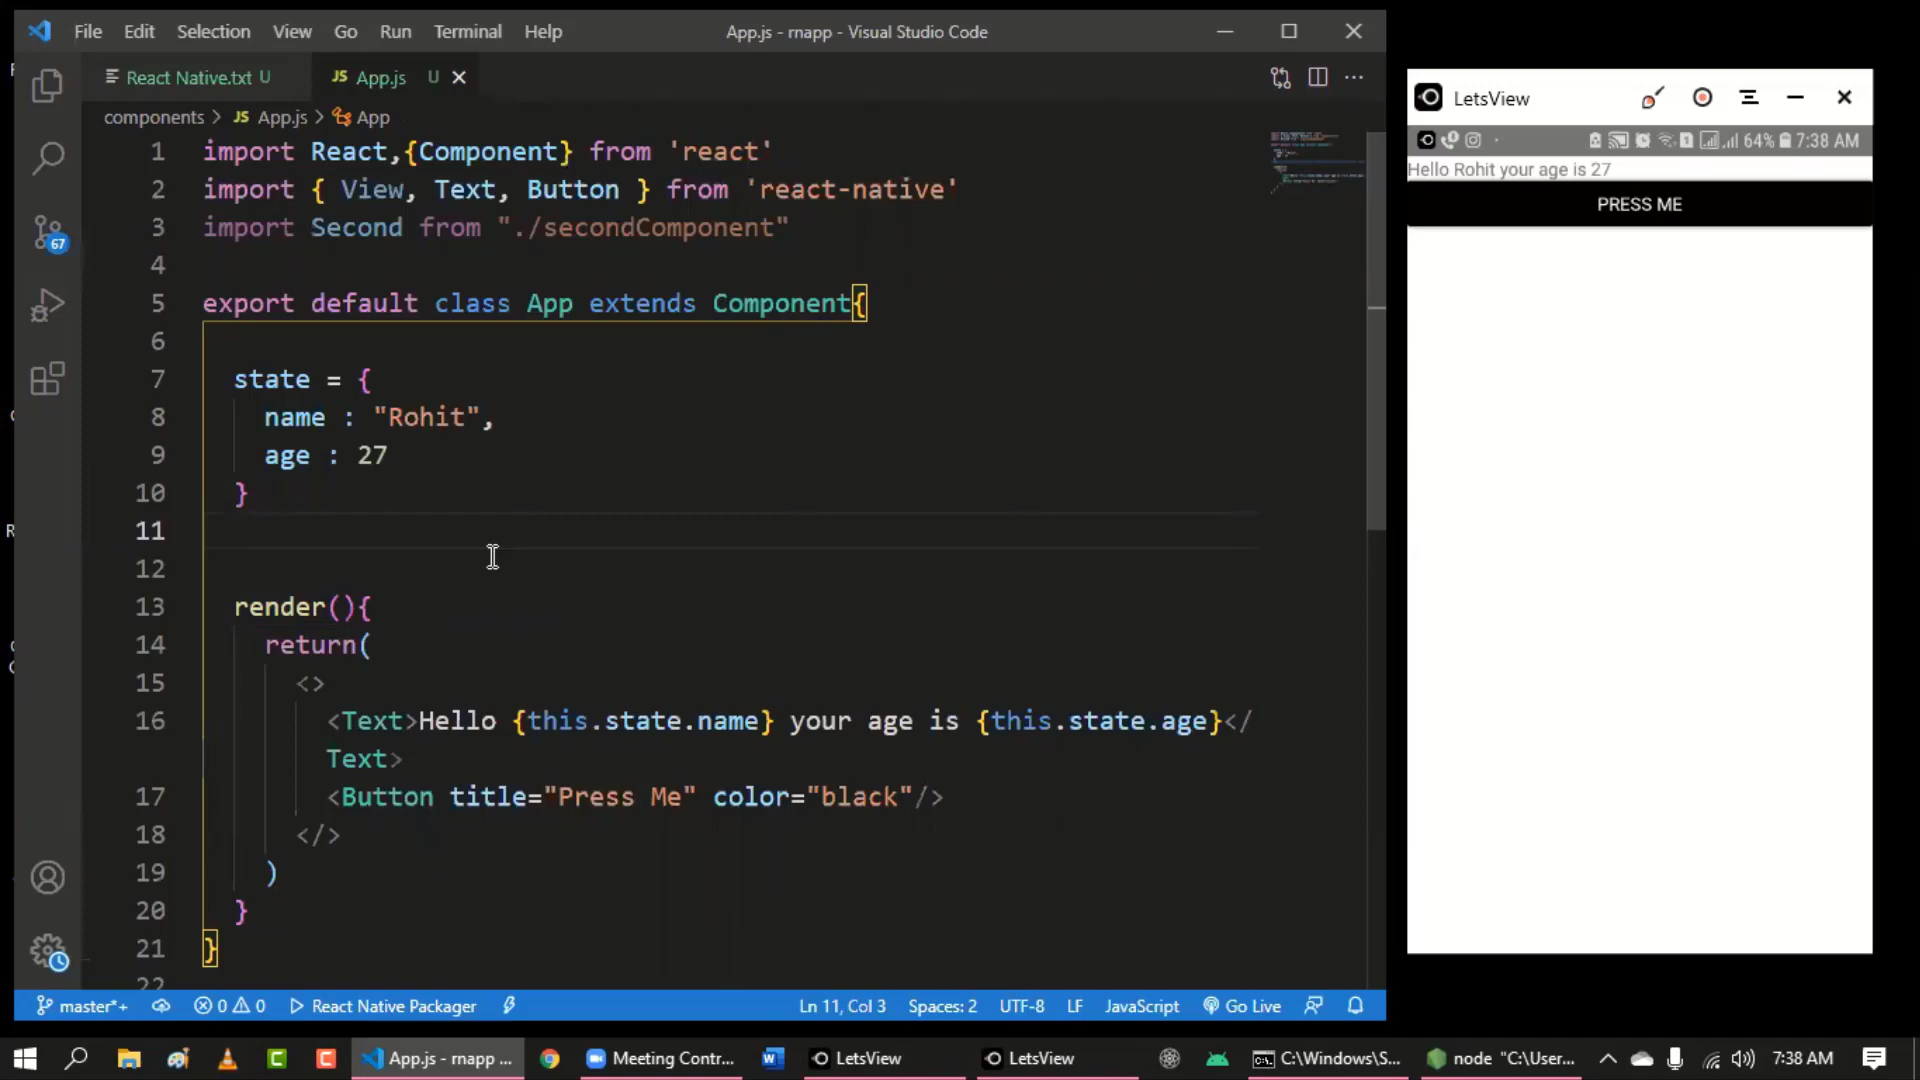 File Edit Selection View Go Run Terminal Help App.js - rnapp - Visual Studio Code
React Native.txt U JS App.js U
components > JS App.js > App
1 import React,{Component} from 'react'
2 import { View, Text, Button } from 'react-native'
3 import Second from "./secondComponent"
4
5 export default class App extends Component{
6
7 state = {
8 name : "Rohit",
9 age : 27
10 }
11
12
13 render(){
14 return(
15 <>
16 <Text>Hello {this.state.name} your age is {this.state.age}</
Text>
17 <Button title="Press Me" color="black"/>
18 </>
19 )
20 }
21 }
22
67
master*+ 0 0 React Native Packager Ln 11, Col 3 Spaces: 2 UTF-8 LF JavaScript Go Live
LetsView
64% 7:38 AM
Hello Rohit your age is 27
PRESS ME
App.js - rnapp ... Meeting Contr... LetsView LetsView C:\Windows\S... node "C:\User... 7:38 AM